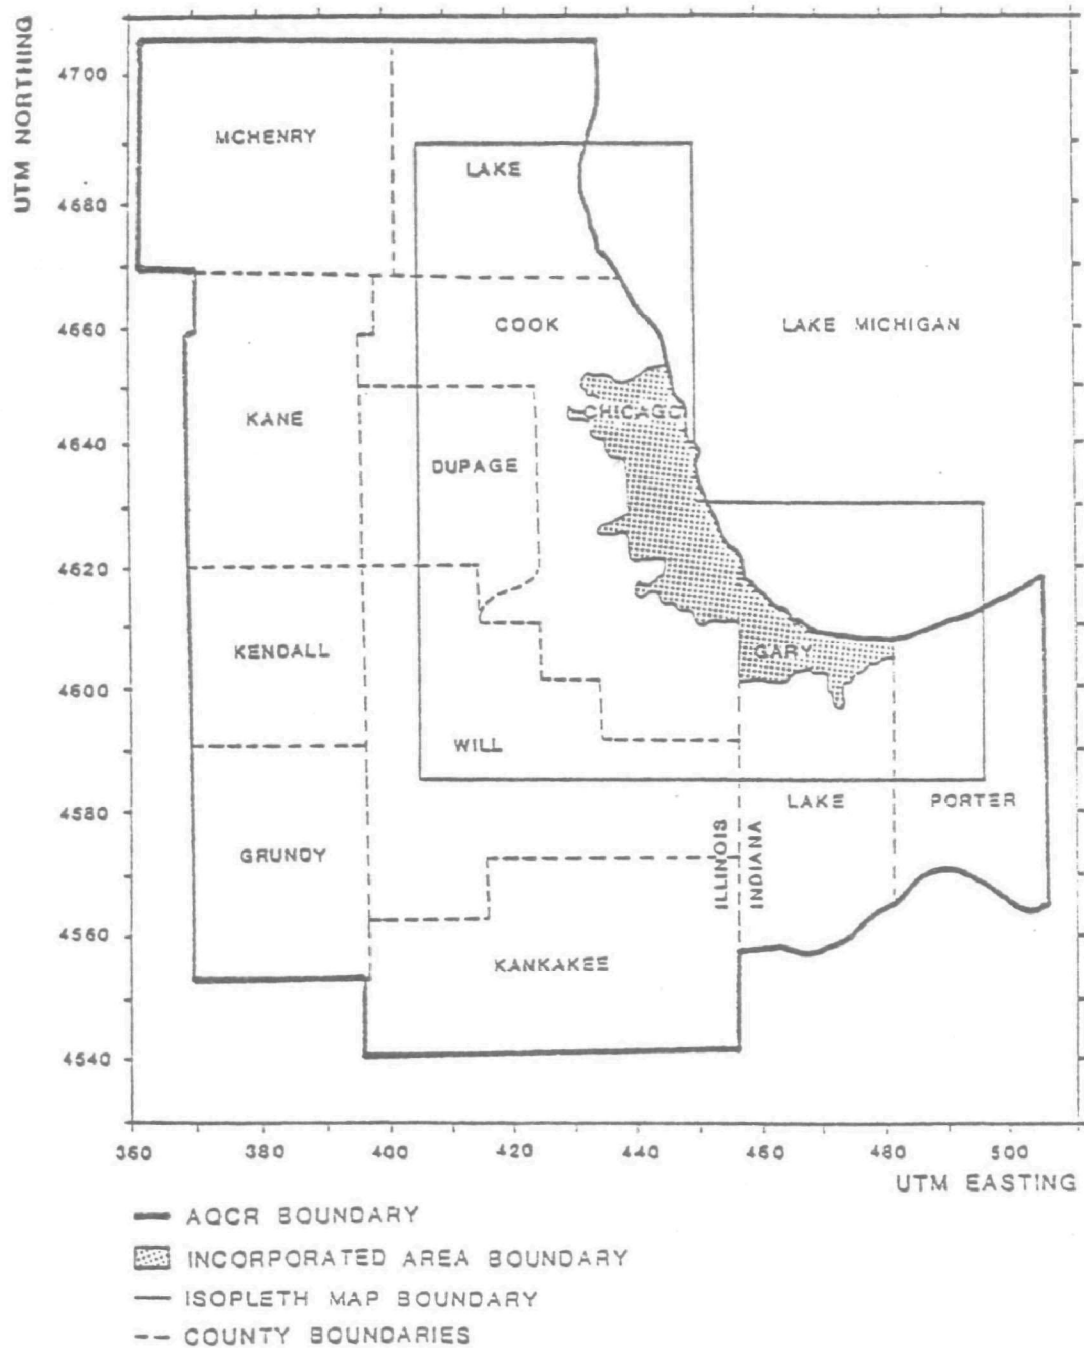 UTM NORTHING
4700
MCHENRY
LAKE
4680
4660
COOK
LAKE MICHIGAN
KANE
CHICAGO
4640
DUPAGE
4620
KENDALL
GARY
4600
WILL
LAKE
PORTER
4580
ILLINOIS
INDIANA
GRUNDY
4560
KANKAKEE
4540
360 400 420 440 460 480 500
UTM EASTING
AQCR BOUNDARY
INCORPORATED AREA BOUNDARY
ISOPLETH MAP BOUNDARY
COUNTY BOUNDARIES